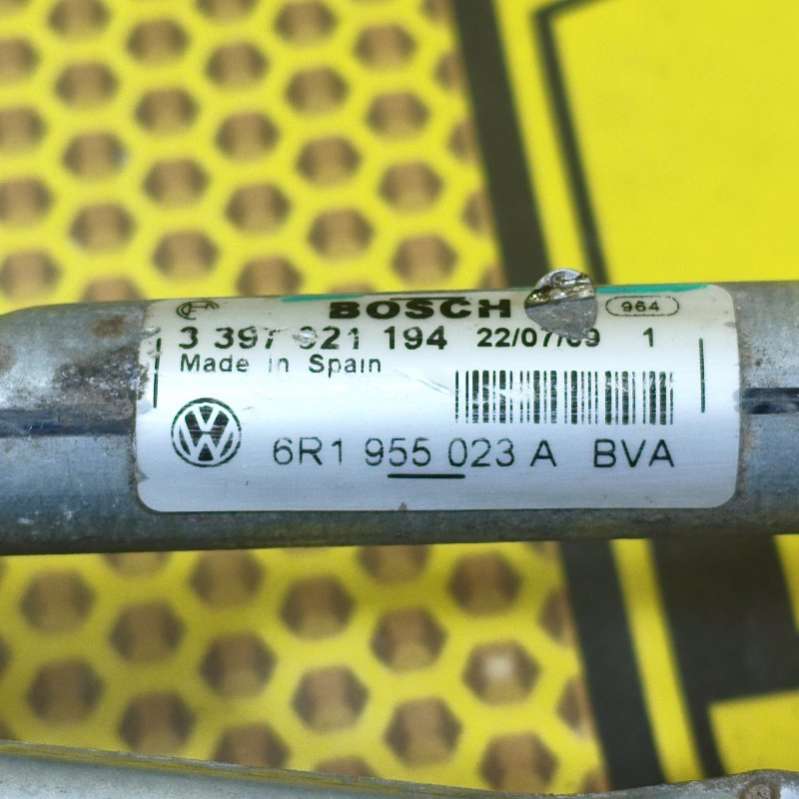 BOSCH 964
3 397 021 194 22/07/09 1
Made in Spain
6R1 955 023 A BVA